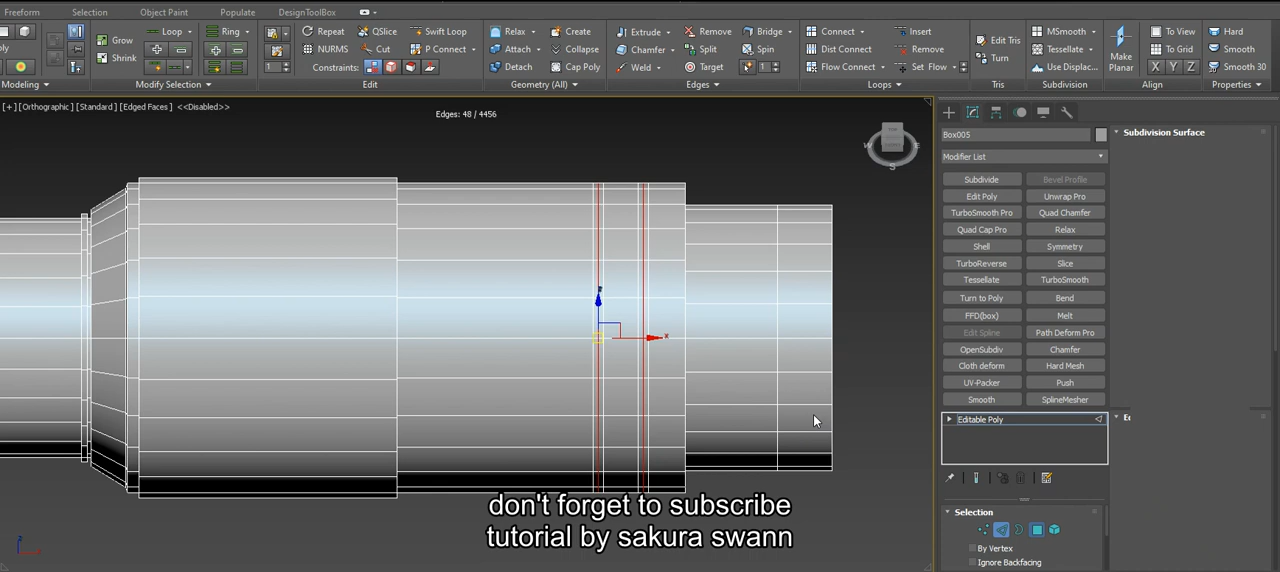 Freeform Selection Object Paint Populate DesignToolBox
Grow Loop Ring Repeat QSlice Swift Loop Relax Create Extrude Remove Bridge Connect Insert MSmooth To View Hard
Shrink NURMS Cut P Connect Attach Collapse Chamfer Split Spin Dist Connect Remove Edit Tris Tessellate To Grid Smooth
1 Constraints: Detach Cap Poly Weld Target 1 Flow Connect Set Flow Turn Use Displac... Make Planar X Y Z Smooth 30
Modeling Modify Selection Edit Geometry (All) Edges Loops Tris Subdivision Align Properties
[+] [Orthographic] [Standard] [Edged Faces] <<Disabled>>
Edges: 48 / 4456
Box005
Subdivision Surface
Modifier List
Subdivide Bevel Profile
Edit Poly Unwrap Pro
TurboSmooth Pro Quad Chamfer
Quad Cap Pro Relax
Shell Symmetry
TurboReverse Slice
Tessellate TurboSmooth
Turn to Poly Bend
FFD(box) Melt
Edit Spline Path Deform Pro
OpenSubdiv Chamfer
Cloth deform Hard Mesh
UV-Packer Push
Smooth SplineMesher
Editable Poly
Selection
By Vertex
Ignore Backfacing
W E
S
x
don't forget to subscribe
tutorial by sakura swann